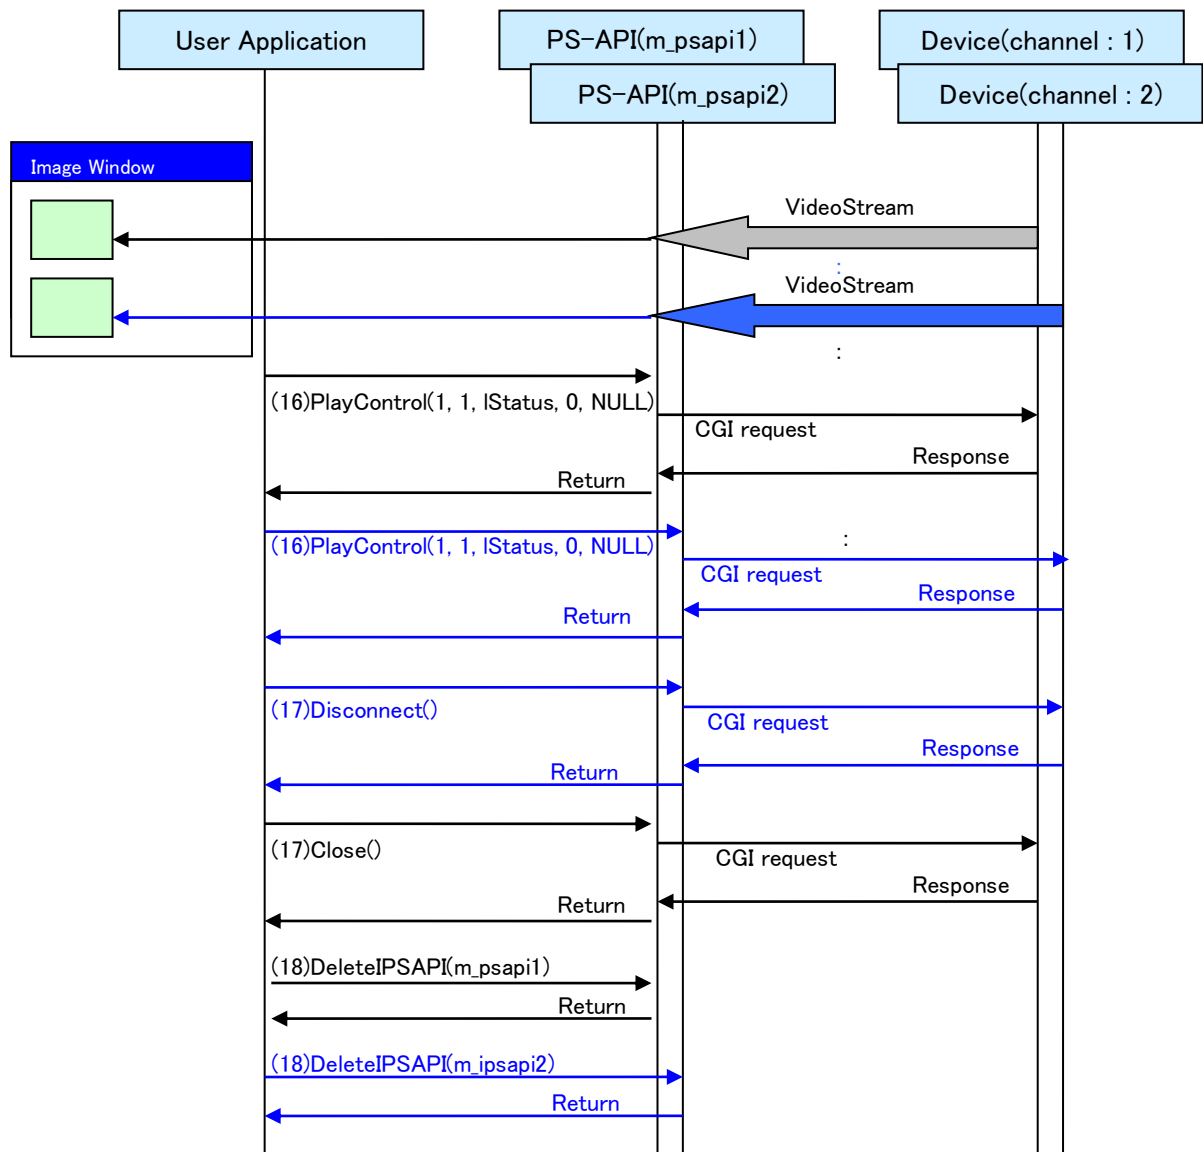 User Application
PS-API(m_psapi1)
Device(channel : 1)
PS-API(m_psapi2)
Device(channel : 2)
Image Window
VideoStream
:
VideoStream
:
(16)PlayControl(1, 1, lStatus, 0, NULL)
CGI request
Response
Return
(16)PlayControl(1, 1, lStatus, 0, NULL)
:
CGI request
Response
Return
(17)Disconnect()
CGI request
Response
Return
(17)Close()
CGI request
Response
Return
(18)DeleteIPSAPI(m_psapi1)
Return
(18)DeleteIPSAPI(m_ipsapi2)
Return